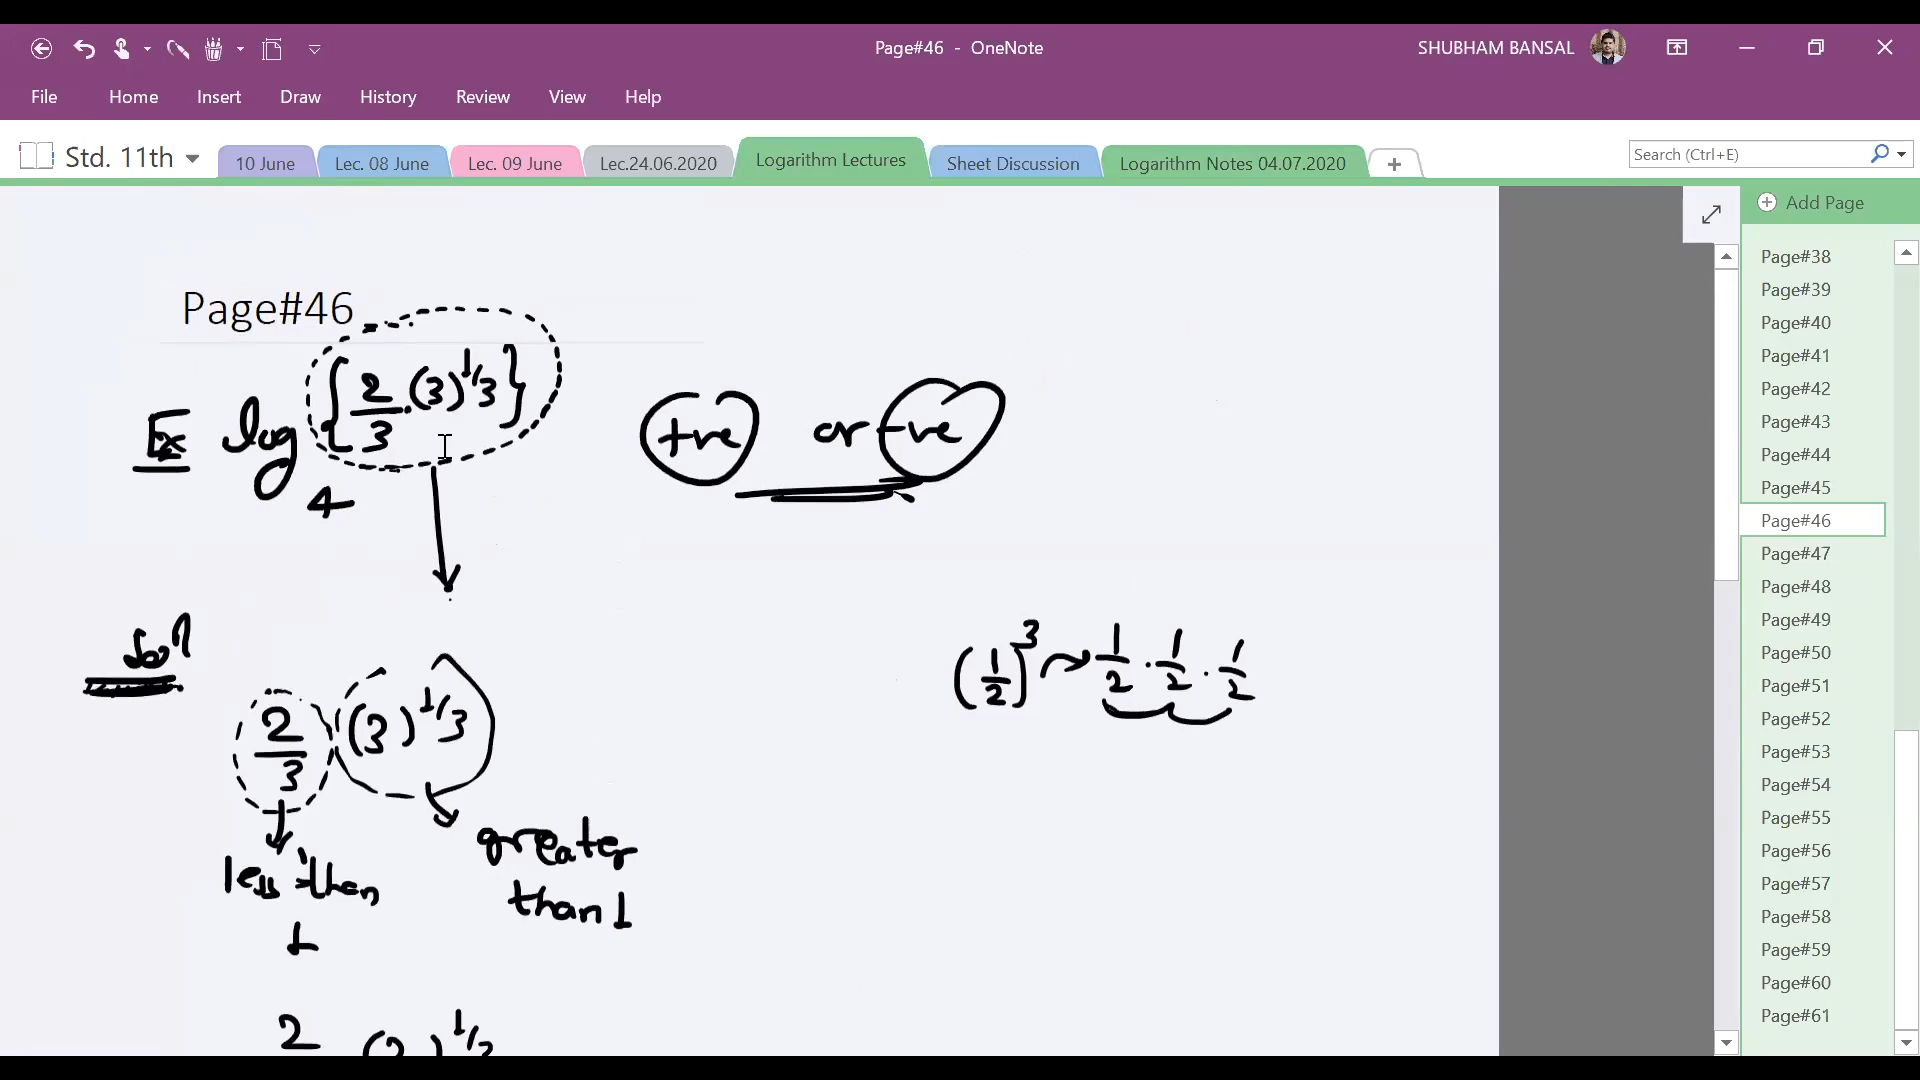 Page#46 - OneNote
SHUBHAM BANSAL
File Home Insert Draw History Review View Help
Std. 11th
10 June
Lec. 08 June
Lec. 09 June
Lec.24.06.2020
Logarithm Lectures
Sheet Discussion
Logarithm Notes 04.07.2020
Search (Ctrl+E)
Page#46
Ex log₄ {2/3 · (3)^1/3} +ve or -ve
Solⁿ
(1/2)^3 → 1/2 · 1/2 · 1/2
2/3 (3)^1/3
less than 1
greater than 1
2 (3)^1/3
Add Page
Page#38
Page#39
Page#40
Page#41
Page#42
Page#43
Page#44
Page#45
Page#46
Page#47
Page#48
Page#49
Page#50
Page#51
Page#52
Page#53
Page#54
Page#55
Page#56
Page#57
Page#58
Page#59
Page#60
Page#61